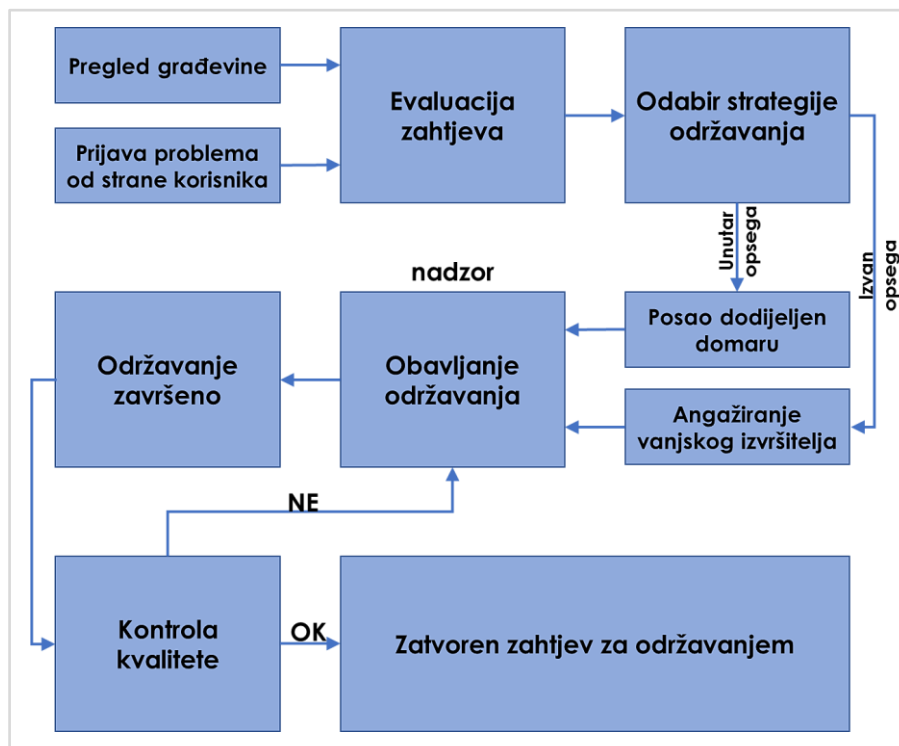 Pregled građevine
Prijava problema
od strane korisnika
Evaluacija
zahtjeva
Odabir strategije
održavanja
Unutar
opsega
Izvan
opsega
Posao dodijeljen
domaru
Angažiranje
vanjskog izvršitelja
nadzor
Obavljanje
održavanja
Održavanje
završeno
NE
Kontrola
kvalitete
OK
Zatvoren zahtjev za održavanjem